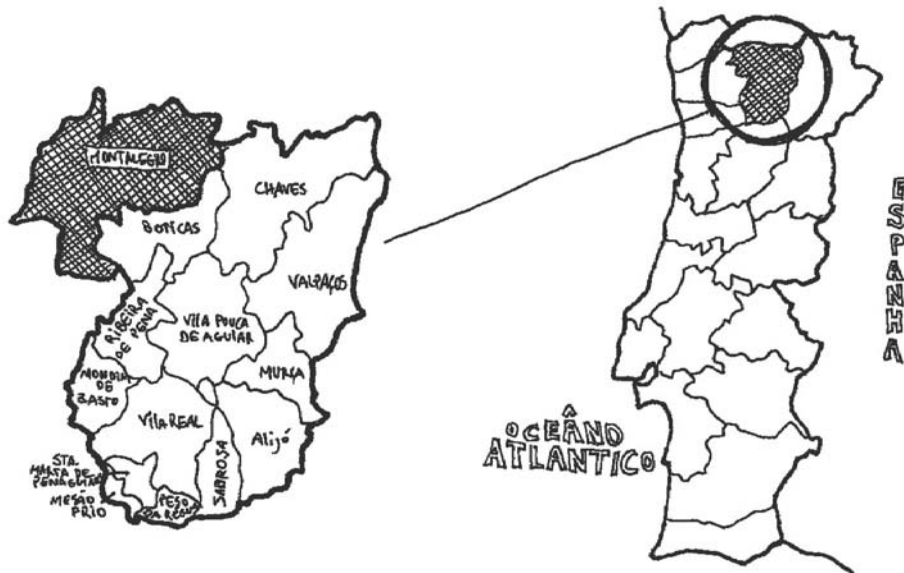 MONTALEGRE
CHAVES
BOTICAS
VALPAÇOS
RIBEIRA
DE PENA
VILA POUCA
DE AGUIAR
MURÇA
MONDIM
DE
BASTO
VILA REAL
SABROSA
Alijó
STA.
MARTA DE
PENAGUIÃO
MESÃO
FRIO
PESO
DA RÉGUA
OCEÂNO
ATLANTICO
ESPANHA